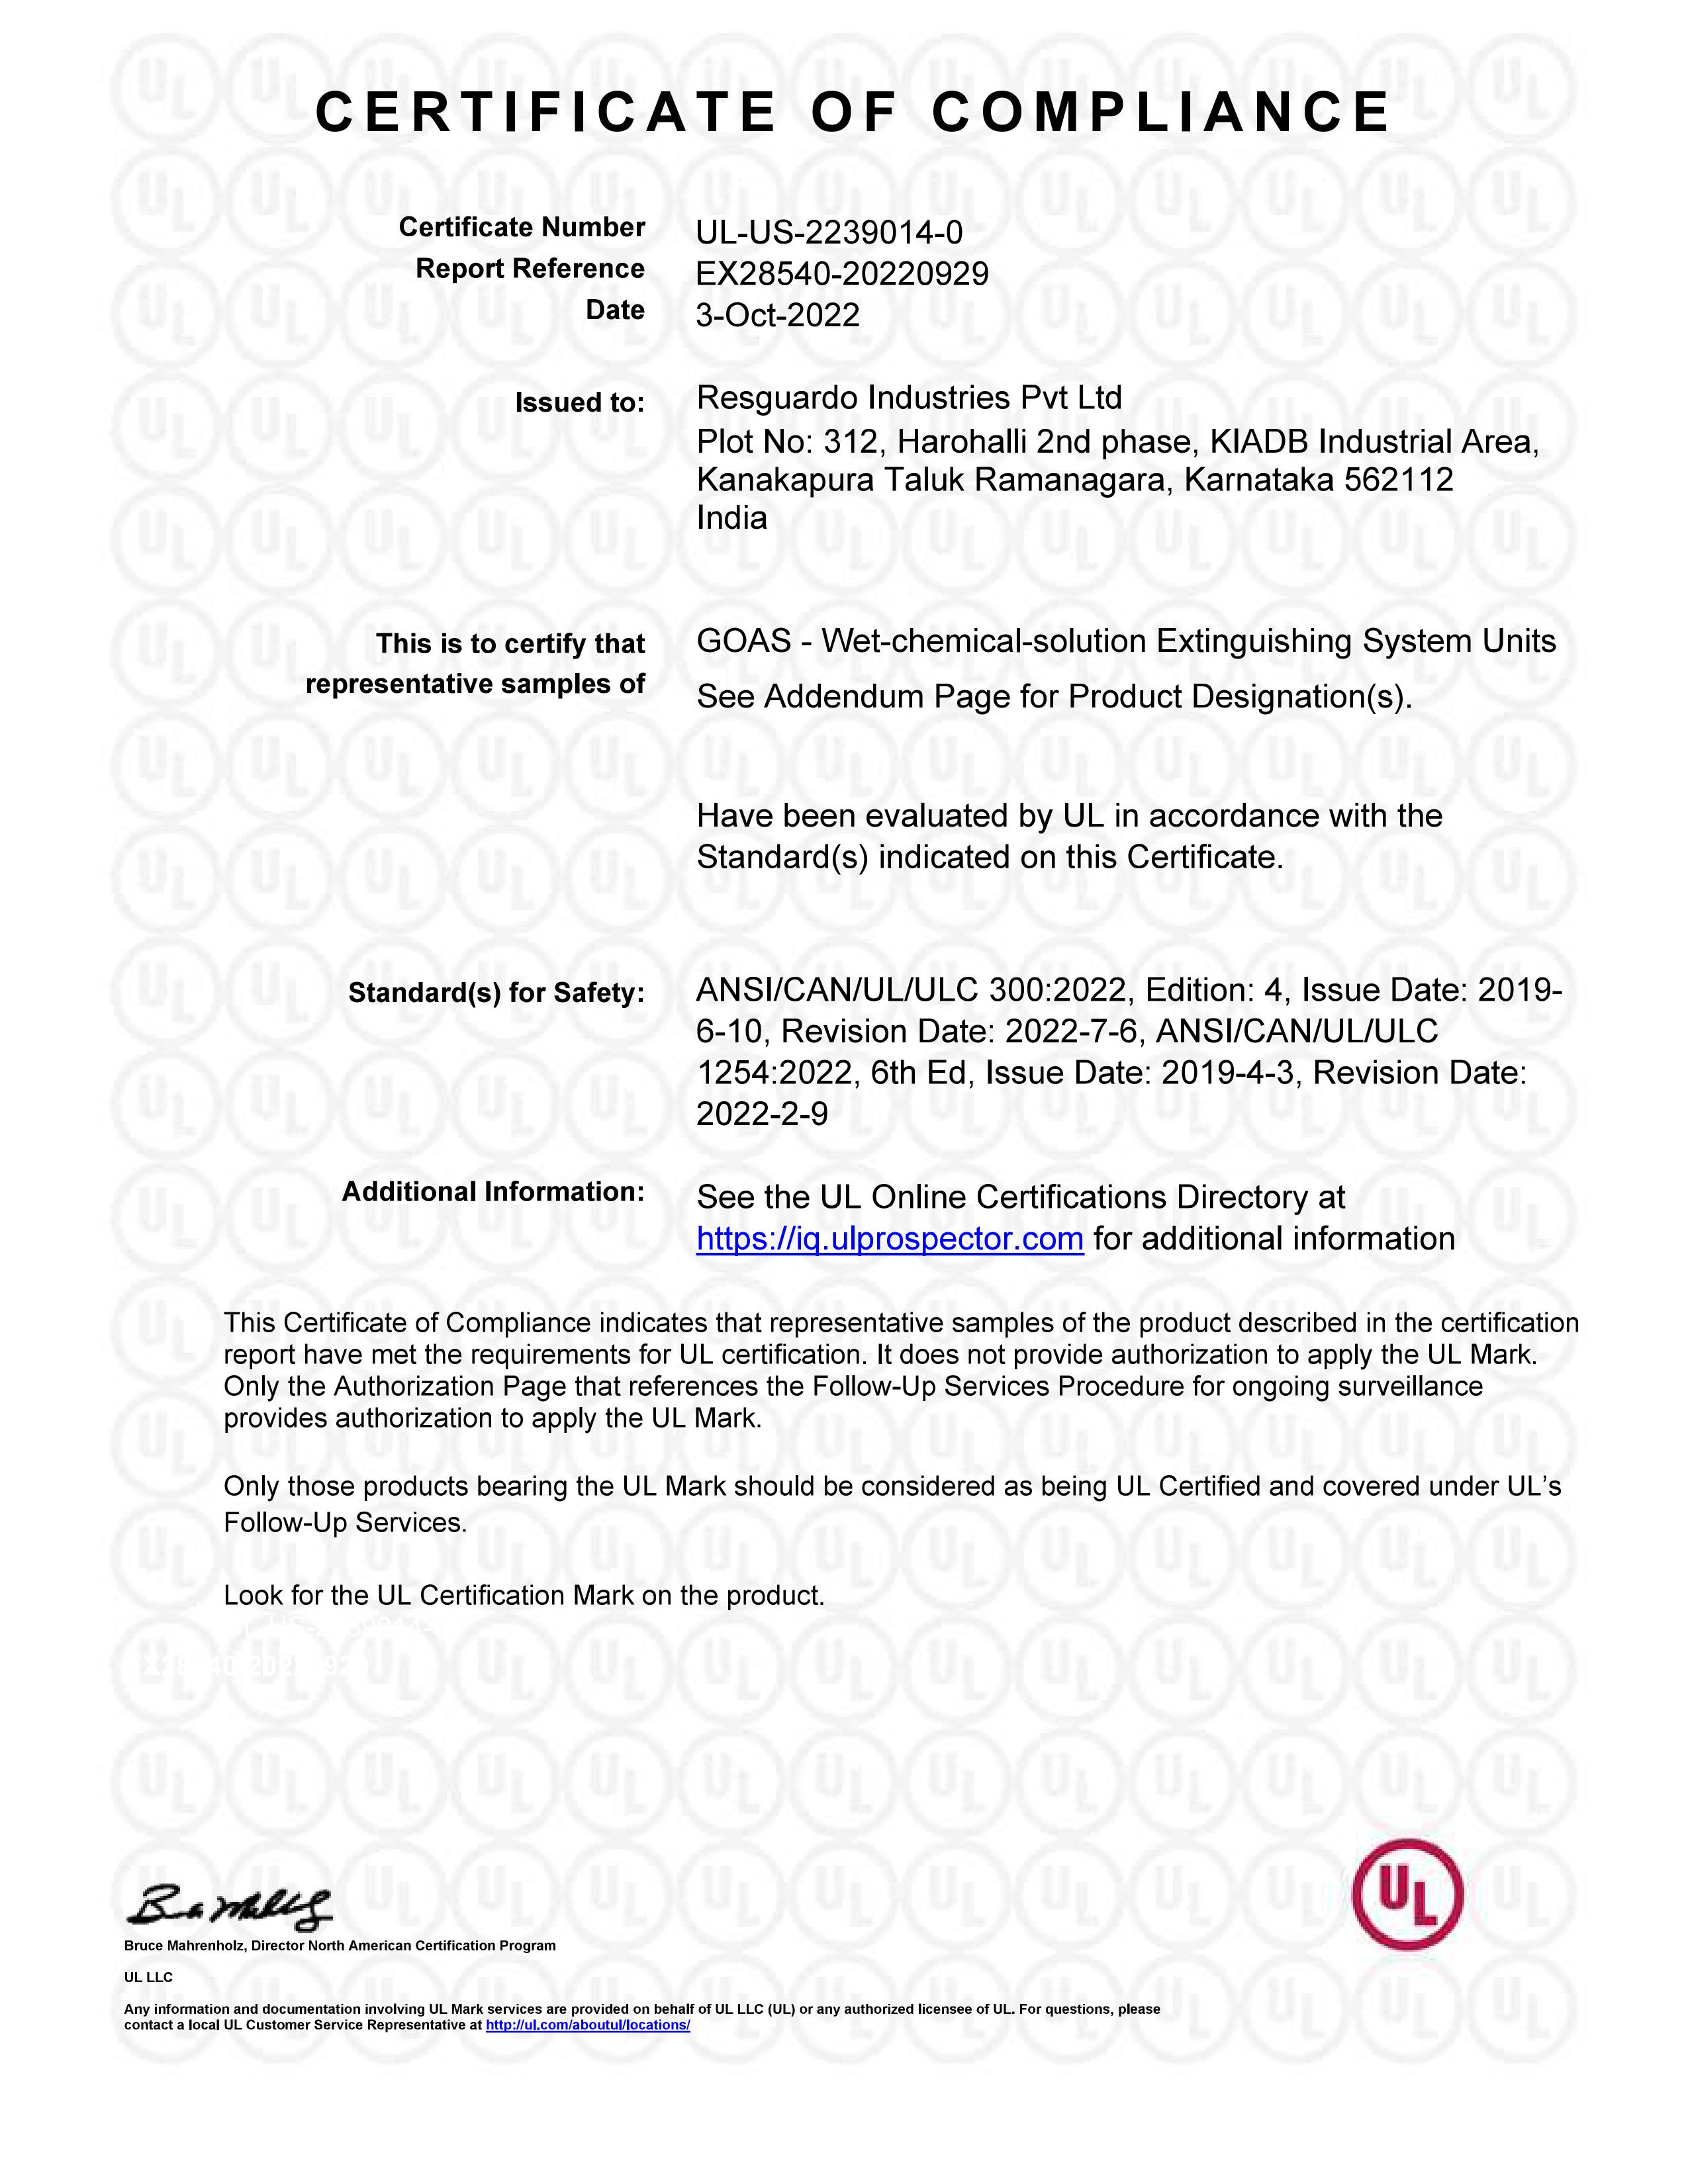 CERTIFICATE OF COMPLIANCE
Certificate Number UL-US-2239014-0
Report Reference EX28540-20220929
Date 3-Oct-2022
Issued to: Resguardo Industries Pvt Ltd
Plot No: 312, Harohalli 2nd phase, KIADB Industrial Area,
Kanakapura Taluk Ramanagara, Karnataka 562112
India
This is to certify that GOAS - Wet-chemical-solution Extinguishing System Units
representative samples of See Addendum Page for Product Designation(s).
Have been evaluated by UL in accordance with the
Standard(s) indicated on this Certificate.
Standard(s) for Safety: ANSI/CAN/UL/ULC 300:2022, Edition: 4, Issue Date: 2019-
6-10, Revision Date: 2022-7-6, ANSI/CAN/UL/ULC
1254:2022, 6th Ed, Issue Date: 2019-4-3, Revision Date:
2022-2-9
Additional Information: See the UL Online Certifications Directory at
https://iq.ulprospector.com for additional information
This Certificate of Compliance indicates that representative samples of the product described in the certification
report have met the requirements for UL certification. It does not provide authorization to apply the UL Mark.
Only the Authorization Page that references the Follow-Up Services Procedure for ongoing surveillance
provides authorization to apply the UL Mark.
Only those products bearing the UL Mark should be considered as being UL Certified and covered under UL’s
Follow-Up Services.
Look for the UL Certification Mark on the product.
UL
Bruce Mahrenholz, Director North American Certification Program
UL LLC
Any information and documentation involving UL Mark services are provided on behalf of UL LLC (UL) or any authorized licensee of UL. For questions, please
contact a local UL Customer Service Representative at http://ul.com/aboutul/locations/